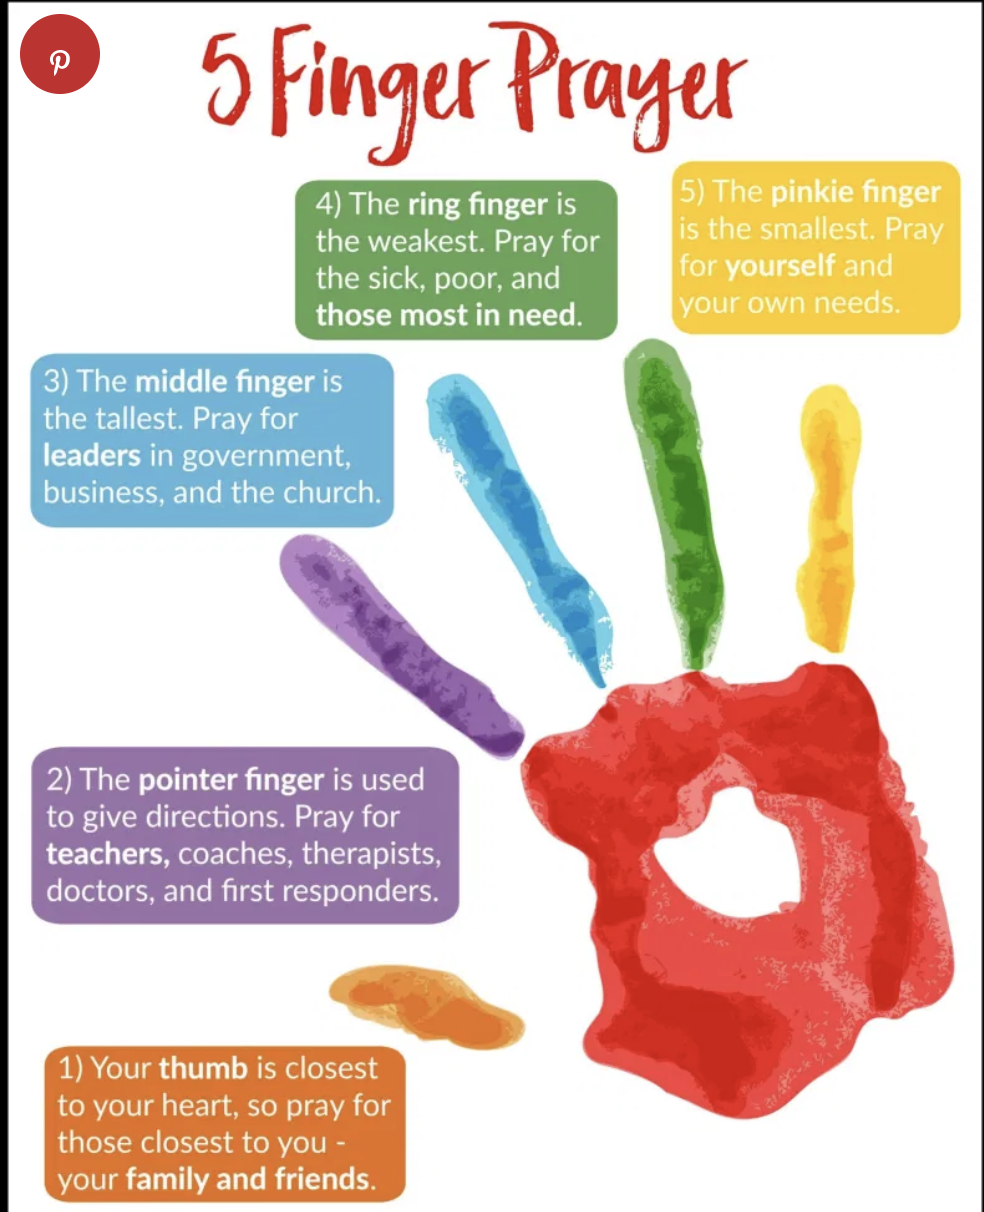 5 Finger Prayer
4) The ring finger is
the weakest. Pray for
the sick, poor, and
those most in need.
5) The pinkie finger
is the smallest. Pray
for yourself and
your own needs.
3) The middle finger is
the tallest. Pray for
leaders in government,
business, and the church.
2) The pointer finger is used
to give directions. Pray for
teachers, coaches, therapists,
doctors, and first responders.
1) Your thumb is closest
to your heart, so pray for
those closest to you -
your family and friends.